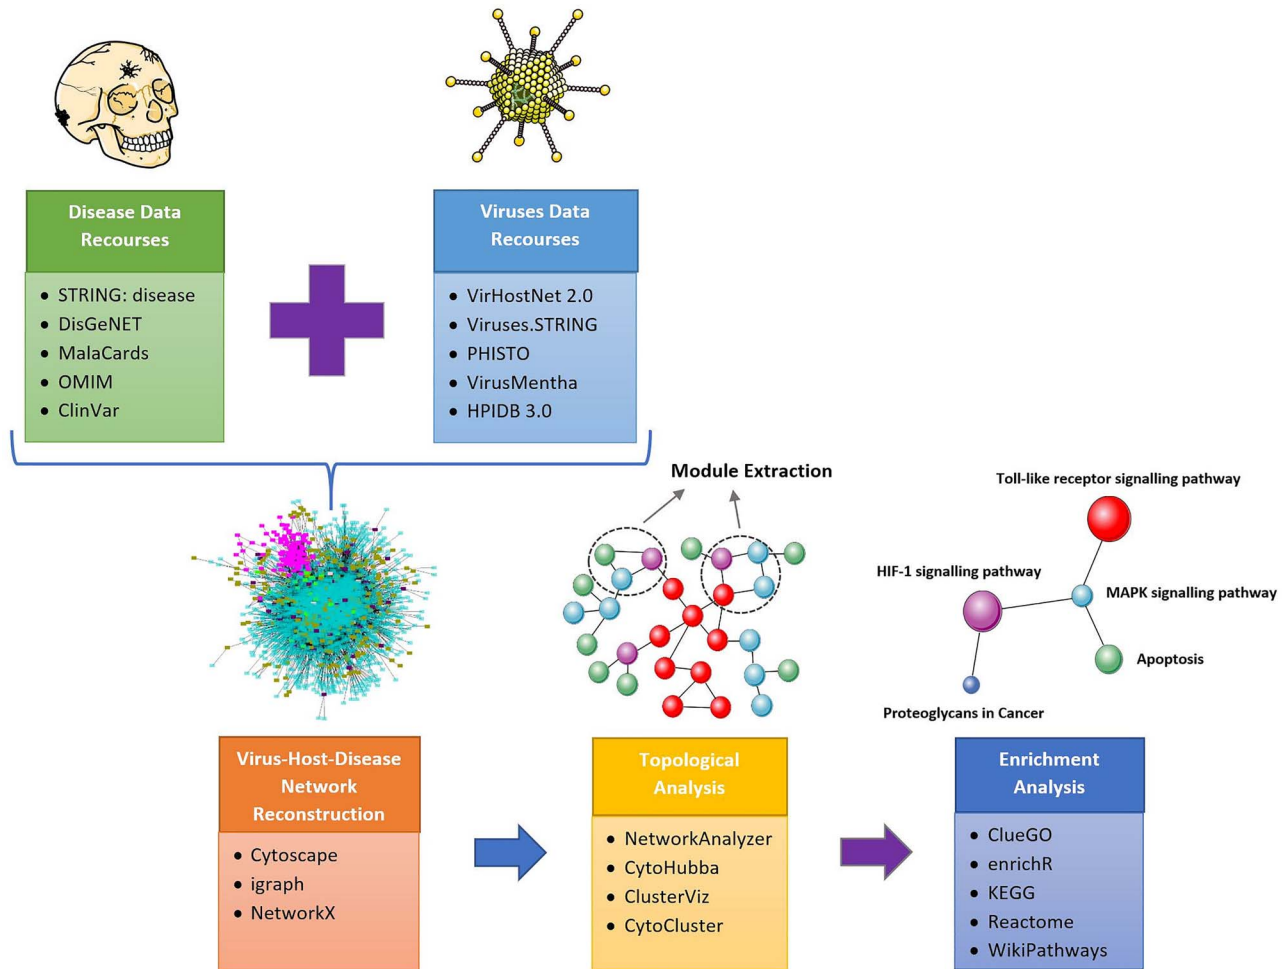 Disease Data
Recourses
• STRING: disease
• DisGeNET
• MalaCards
• OMIM
• ClinVar
Viruses Data
Recourses
• VirHostNet 2.0
• Viruses.STRING
• PHISTO
• VirusMentha
• HPIDB 3.0
Module Extraction
Toll-like receptor signalling pathway
HIF-1 signalling pathway
MAPK signalling pathway
Apoptosis
Proteoglycans in Cancer
Virus-Host-Disease
Network
Reconstruction
• Cytoscape
• igraph
• NetworkX
Topological
Analysis
• NetworkAnalyzer
• CytoHubba
• ClusterViz
• CytoCluster
Enrichment
Analysis
• ClueGO
• enrichR
• KEGG
• Reactome
• WikiPathways